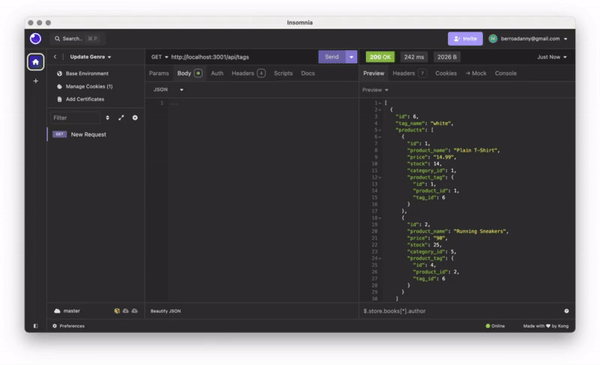 Insomnia
Search.. ⌘ P
Invite
berroadanny@gmail.com
Update Genre
GET http://localhost:3001/api/tags
Send
200 OK 242 ms 2026 B
Just Now
Base Environment
Manage Cookies (1)
Add Certificates
Params Body Auth Headers 4 Scripts Docs
Preview Headers 7 Cookies → Mock Console
JSON
Preview
Filter
GET New Request
1 ...
1 [
2 {
3 "id": 6,
4 "tag_name": "white",
5 "products": [
6 {
7 "id": 1,
8 "product_name": "Plain T-Shirt",
9 "price": "14.99",
10 "stock": 14,
11 "category_id": 1,
12 "product_tag": {
13 "id": 1,
14 "product_id": 1,
15 "tag_id": 6
16 }
17 },
18 {
19 "id": 2,
20 "product_name": "Running Sneakers",
21 "price": "90",
22 "stock": 25,
23 "category_id": 5,
24 "product_tag": {
25 "id": 4,
26 "product_id": 2,
27 "tag_id": 6
28 }
29 }
30 ]
master
Beautify JSON
$.store.books[*].author
Preferences
Online
Made with ♥ by Kong